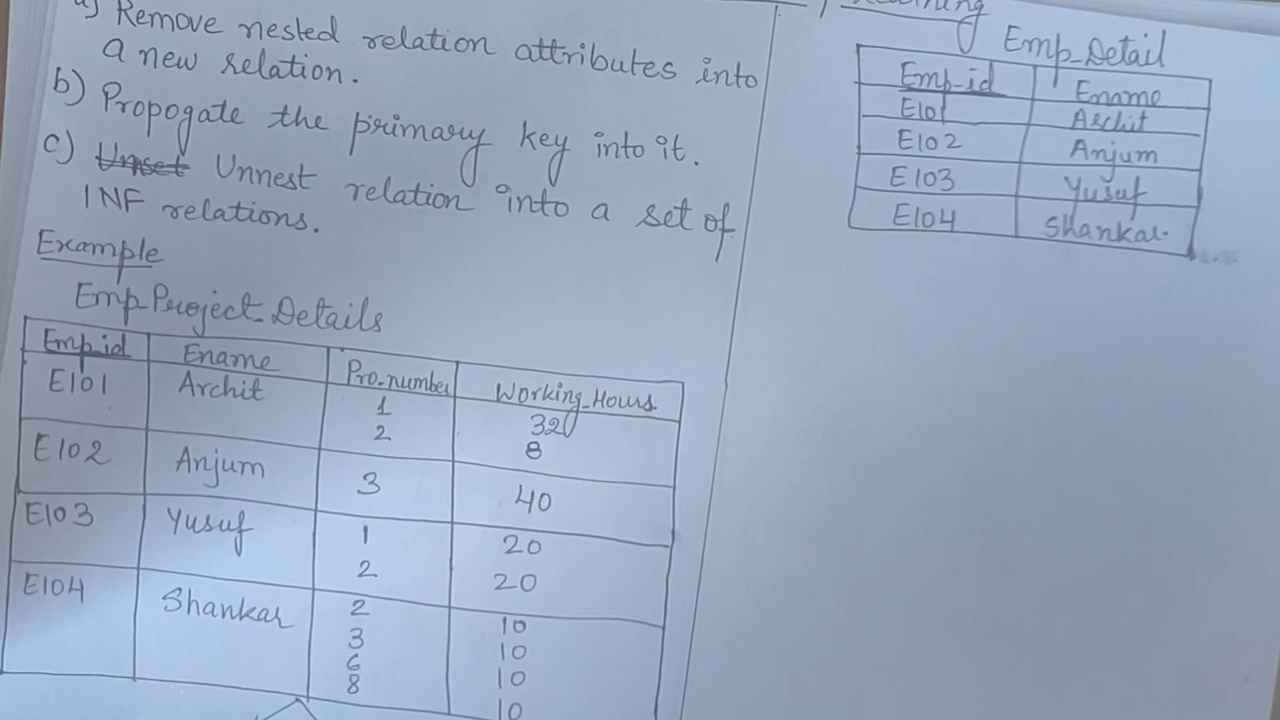 a) Remove nested relation attributes into
a new relation.
b) Propogate the primary key into it.
c) Unnest relation into a set of
1NF relations.
Example
Emp_Project_Details
Emp_id Ename Pro_number Working_Hours
E101 Archit 1 32
2 8
E102 Anjum 3 40
E103 Yusuf 1 20
2 20
E104 Shankar 2 10
3 10
6 10
8 10
Emp_Detail
Emp_id Ename
E101 Archit
E102 Anjum
E103 Yusuf
E104 Shankar